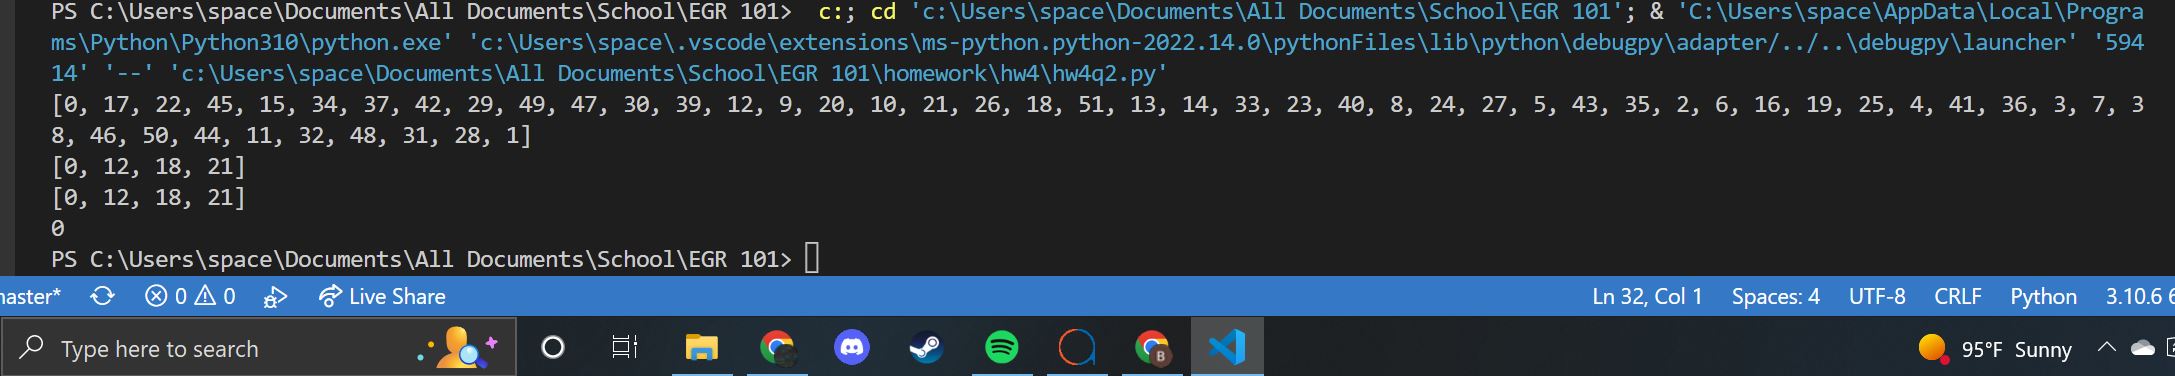 PS C:\Users\space\Documents\All Documents\School\EGR 101>  c:; cd 'c:\Users\space\Documents\All Documents\School\EGR 101'; & 'C:\Users\space\AppData\Local\Progra
ms\Python\Python310\python.exe' 'c:\Users\space\.vscode\extensions\ms-python.python-2022.14.0\pythonFiles\lib\python\debugpy\adapter/../..\debugpy\launcher' '594
14' '--' 'c:\Users\space\Documents\All Documents\School\EGR 101\homework\hw4\hw4q2.py'
[0, 17, 22, 45, 15, 34, 37, 42, 29, 49, 47, 30, 39, 12, 9, 20, 10, 21, 26, 18, 51, 13, 14, 33, 23, 40, 8, 24, 27, 5, 43, 35, 2, 6, 16, 19, 25, 4, 41, 36, 3, 7, 3
8, 46, 50, 44, 11, 32, 48, 31, 28, 1]
[0, 12, 18, 21]
[0, 12, 18, 21]
0
PS C:\Users\space\Documents\All Documents\School\EGR 101>
naster* 0 0 Live Share Ln 32, Col 1 Spaces: 4 UTF-8 CRLF Python 3.10.6 6
Type here to search B 95°F Sunny